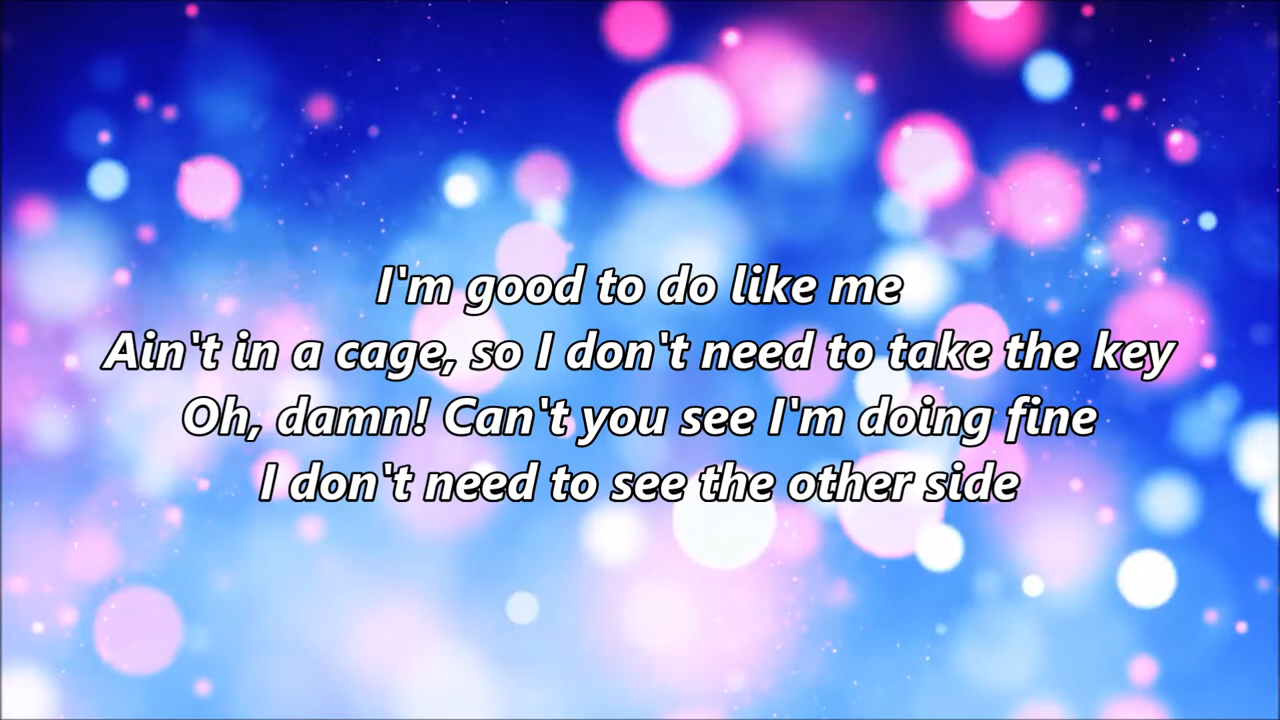 I'm good to do like me
Ain't in a cage, so I don't need to take the key
Oh, damn! Can't you see I'm doing fine
I don't need to see the other side